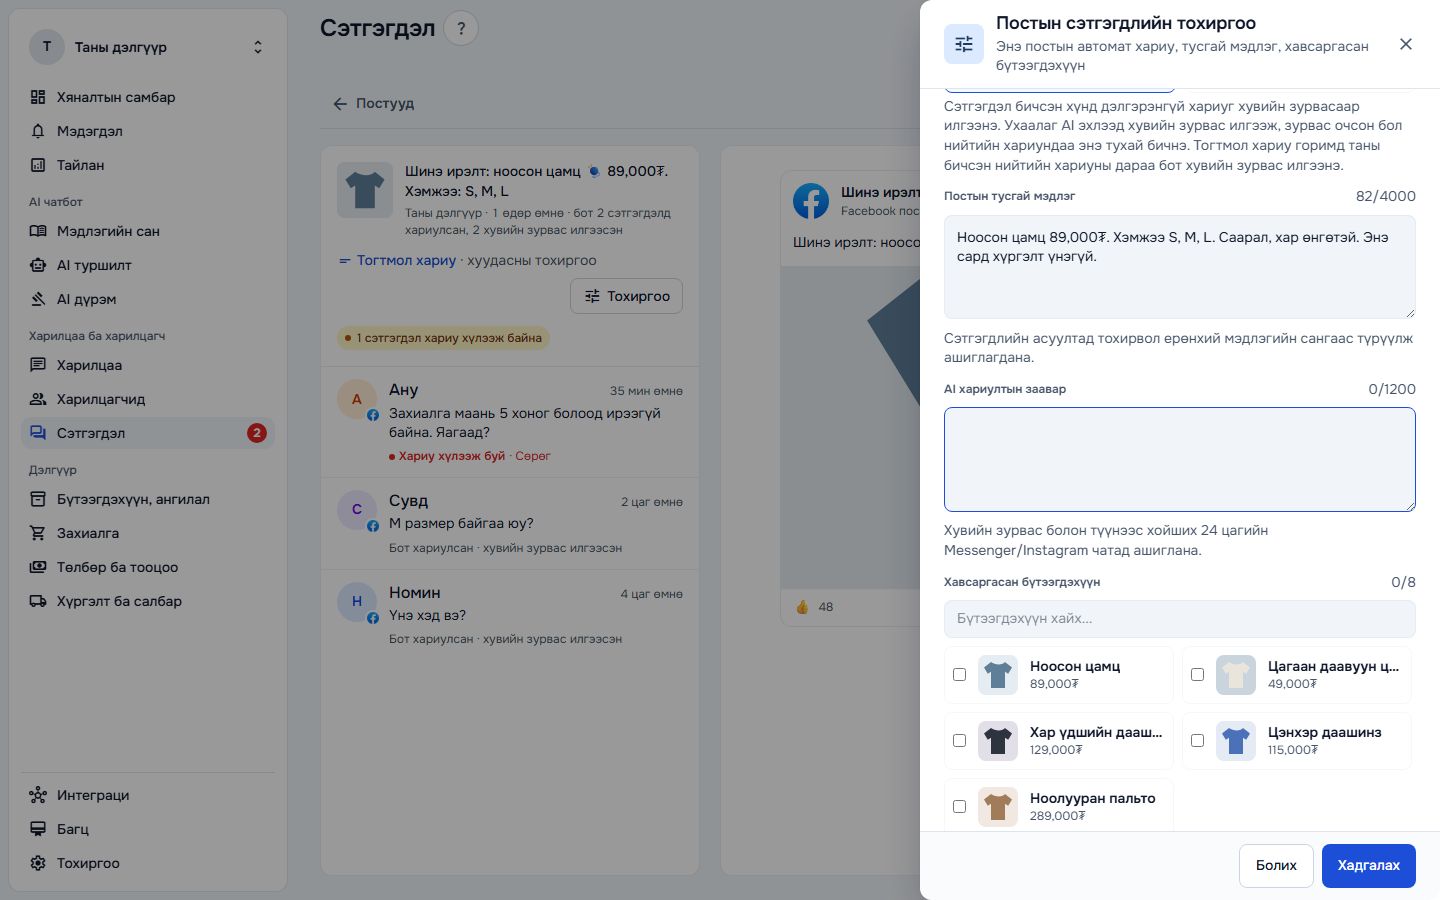 Т
Таны дэлгүүр
Хяналтын самбар
Мэдэгдэл
Тайлан
AI чатбот
Мэдлэгийн сан
AI туршилт
AI дүрэм
Харилцаа ба харилцагч
Харилцаа
Харилцагчид
Сэтгэгдэл
2
Дэлгүүр
Бүтээгдэхүүн, ангилал
Захиалга
Төлбөр ба тооцоо
Хүргэлт ба салбар
Интеграци
Багц
Тохиргоо
Сэтгэгдэл
?
Постууд
Шинэ ирэлт: ноосон цамц 89,000₮.
Хэмжээ: S, M, L
Таны дэлгүүр · 1 өдөр өмнө · бот 2 сэтгэгдэлд
хариулсан, 2 хувийн зурвас илгээсэн
Тогтмол хариу · хуудасны тохиргоо
Тохиргоо
1 сэтгэгдэл хариу хүлээж байна
А
Ану
35 мин өмнө
Захиалга маань 5 хоног болоод ирээгүй
байна. Яагаад?
Хариу хүлээж буй · Сөрөг
С
Сувд
2 цаг өмнө
М размер байгаа юу?
Бот хариулсан · хувийн зурвас илгээсэн
Н
Номин
4 цаг өмнө
Үнэ хэд вэ?
Бот хариулсан · хувийн зурвас илгээсэн
Шинэ ирэлт
Facebook пос
Шинэ ирэлт: ноосо
48
Постын сэтгэгдлийн тохиргоо
Энэ постын автомат хариу, тусгай мэдлэг, хавсаргасан
бүтээгдэхүүн
Сэтгэгдэл бичсэн хүнд дэлгэрэнгүй хариуг хувийн зурвасаар
илгээнэ. Ухаалаг AI эхлээд хувийн зурвас илгээж, зурвас очсон бол
нийтийн хариундаа энэ тухай бичнэ. Тогтмол хариу горимд таны
бичсэн нийтийн хариуны дараа бот хувийн зурвас илгээнэ.
Постын тусгай мэдлэг
82/4000
Ноосон цамц 89,000₮. Хэмжээ S, M, L. Саарал, хар өнгөтэй. Энэ
сард хүргэлт үнэгүй.
Сэтгэгдлийн асуултад тохирвол ерөнхий мэдлэгийн сангаас түрүүлж
ашиглагдана.
AI хариултын заавар
0/1200
Хувийн зурвас болон түүнээс хойших 24 цагийн
Messenger/Instagram чатад ашиглана.
Хавсаргасан бүтээгдэхүүн
0/8
Бүтээгдэхүүн хайх...
Ноосон цамц
89,000₮
Цагаан даавуун ц...
49,000₮
Хар үдшийн дааш...
129,000₮
Цэнхэр даашинз
115,000₮
Ноолууран пальто
289,000₮
Болих
Хадгалах